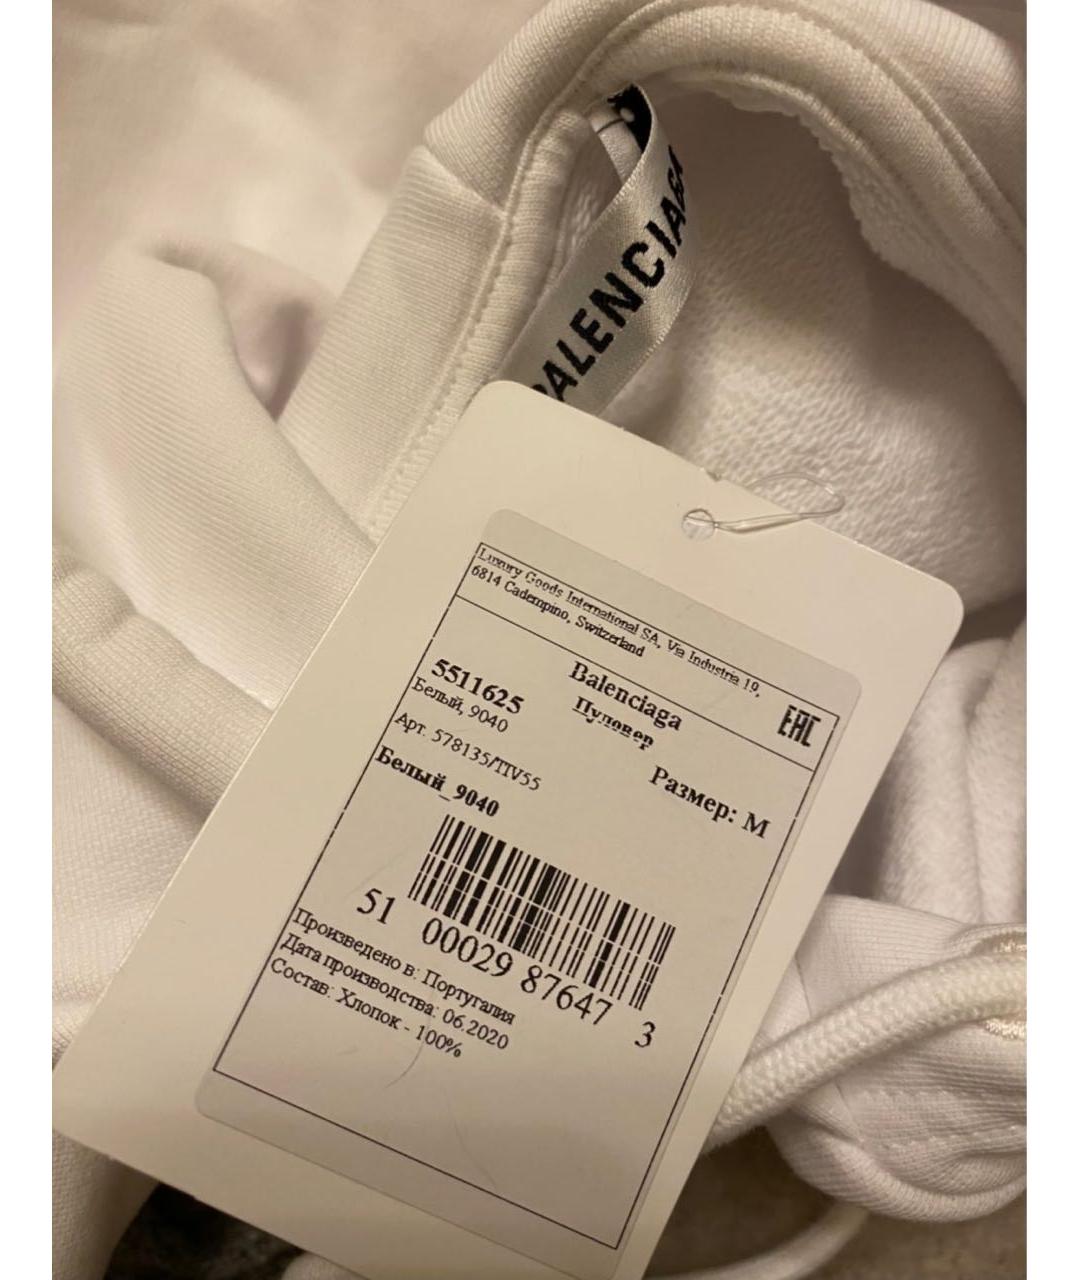 BALENCIAGA
Luxury Goods International SA, Via Industria 19,
6814 Cadempino, Switzerland
Balenciaga
EAC
5511625
Пуловер
Белый, 9040
Арт. 578135/TIV55
Размер: M
Белый_9040
51 00029 87647 3
Произведено в: Португалия
Дата производства: 06.2020
Состав: Хлопок - 100%